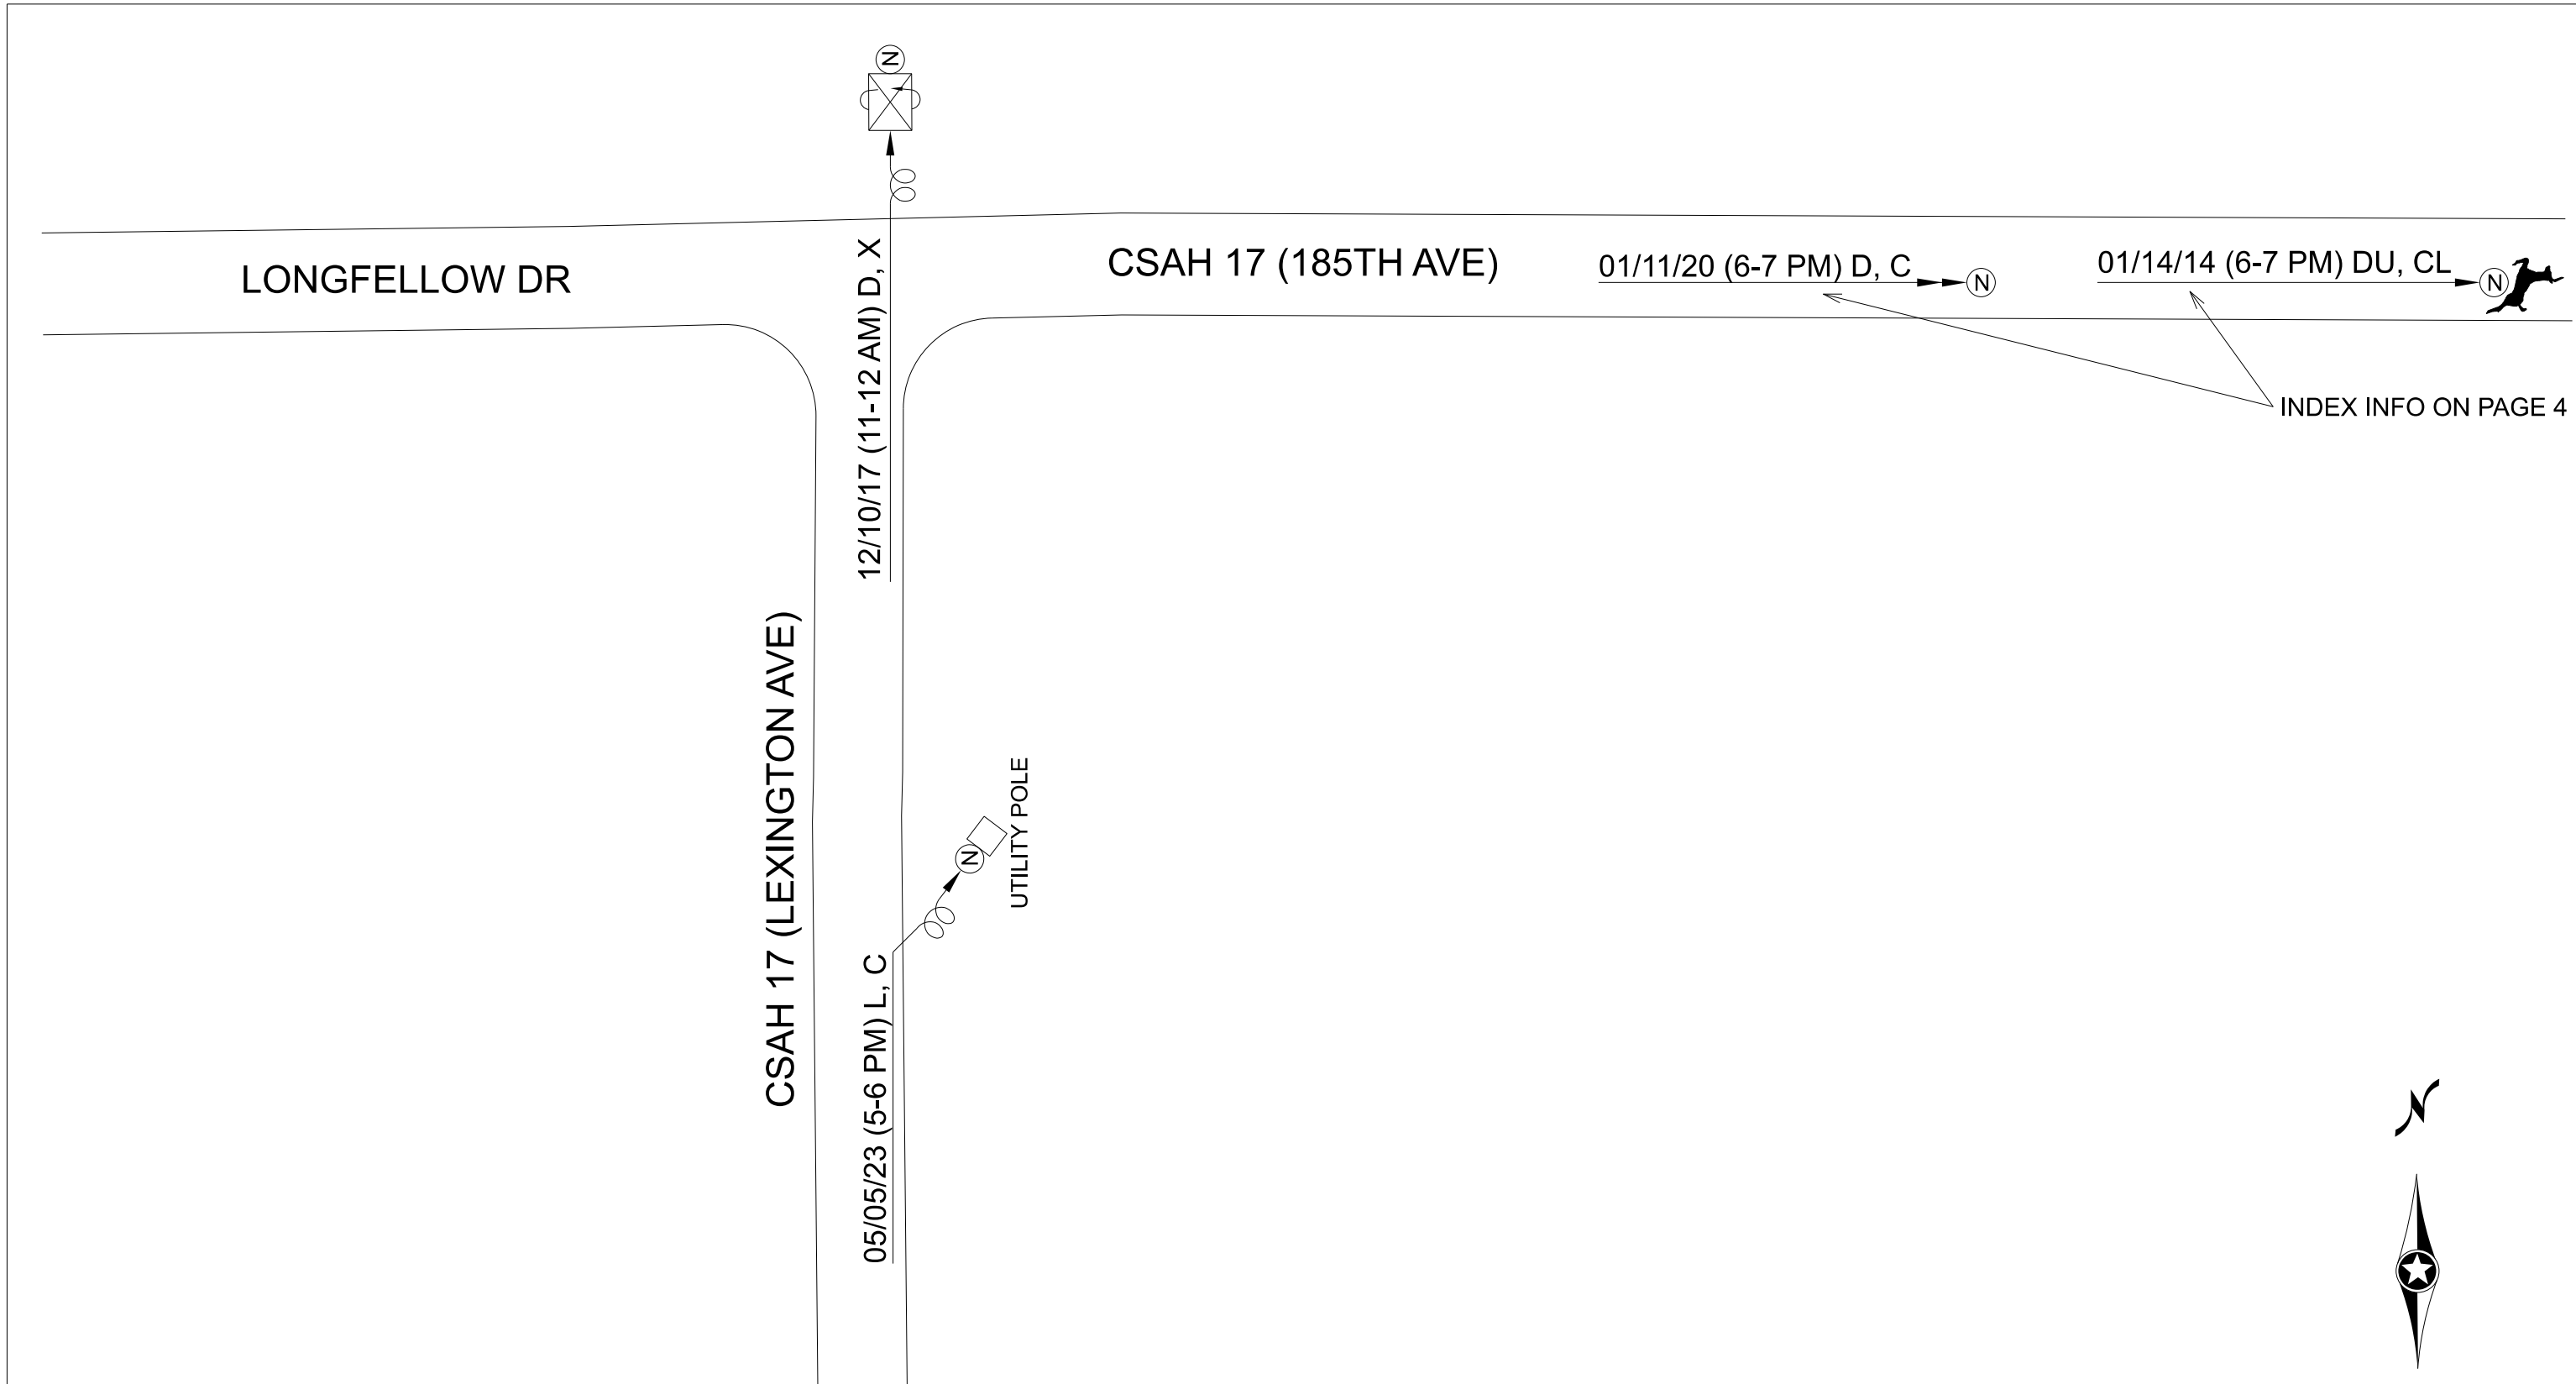 N
LONGFELLOW DR
12/10/17 (11-12 AM) D, X
CSAH 17 (185TH AVE)
01/11/20 (6-7 PM) D, C
N
01/14/14 (6-7 PM) DU, CL
N
INDEX INFO ON PAGE 4
CSAH 17 (LEXINGTON AVE)
UTILITY POLE
N
05/05/23 (5-6 PM) L, C
N